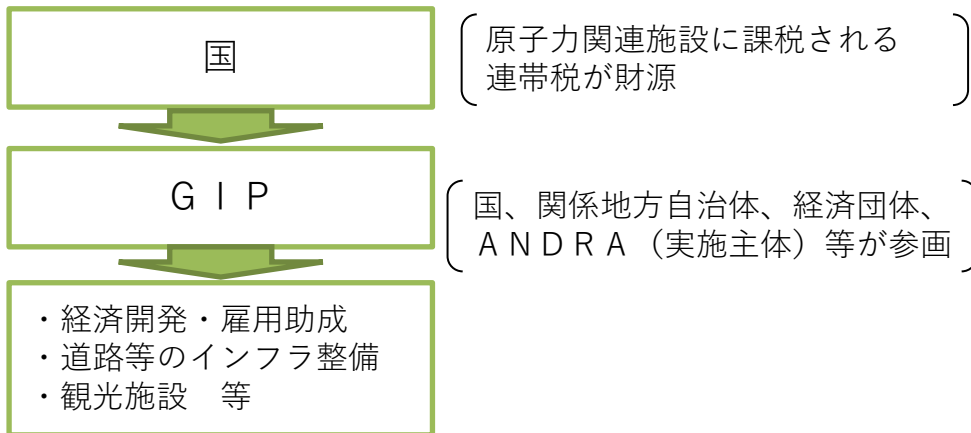 国
原子力関連施設に課税される
連帯税が財源
ＧＩＰ
国、関係地方自治体、経済団体、
ＡＮＤＲＡ（実施主体）等が参画
・経済開発・雇用助成
・道路等のインフラ整備
・観光施設　等